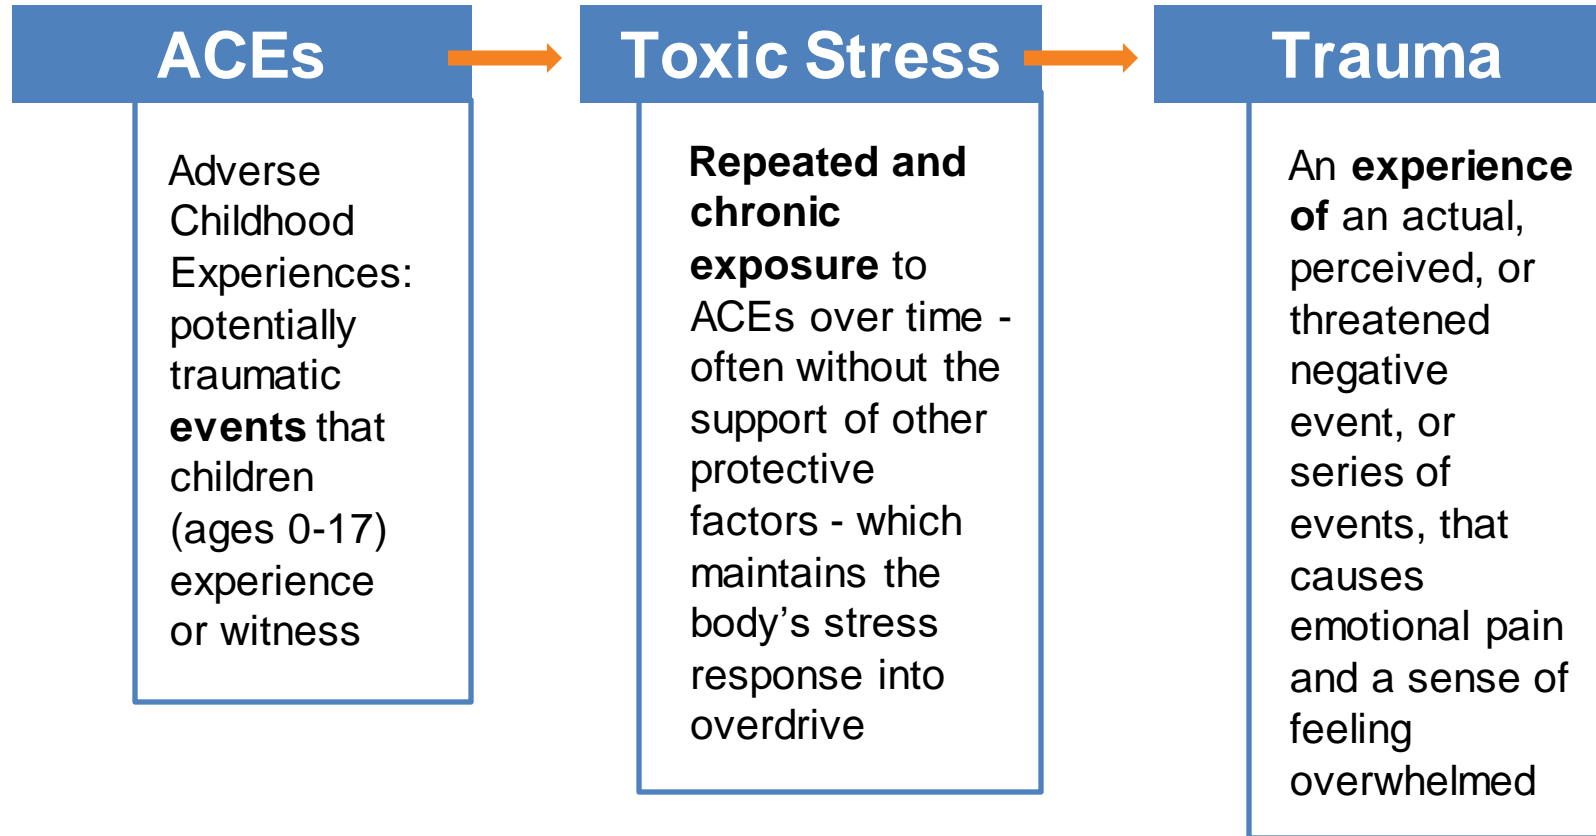 ACEs
Adverse
Childhood
Experiences:
potentially
traumatic
events that
children
(ages 0-17)
experience
or witness
Toxic Stress
Repeated and
chronic
exposure to
ACEs over time -
often without the
support of other
protective
factors - which
maintains the
body’s stress
response into
overdrive
Trauma
An experience
of an actual,
perceived, or
threatened
negative
event, or
series of
events, that
causes
emotional pain
and a sense of
feeling
overwhelmed